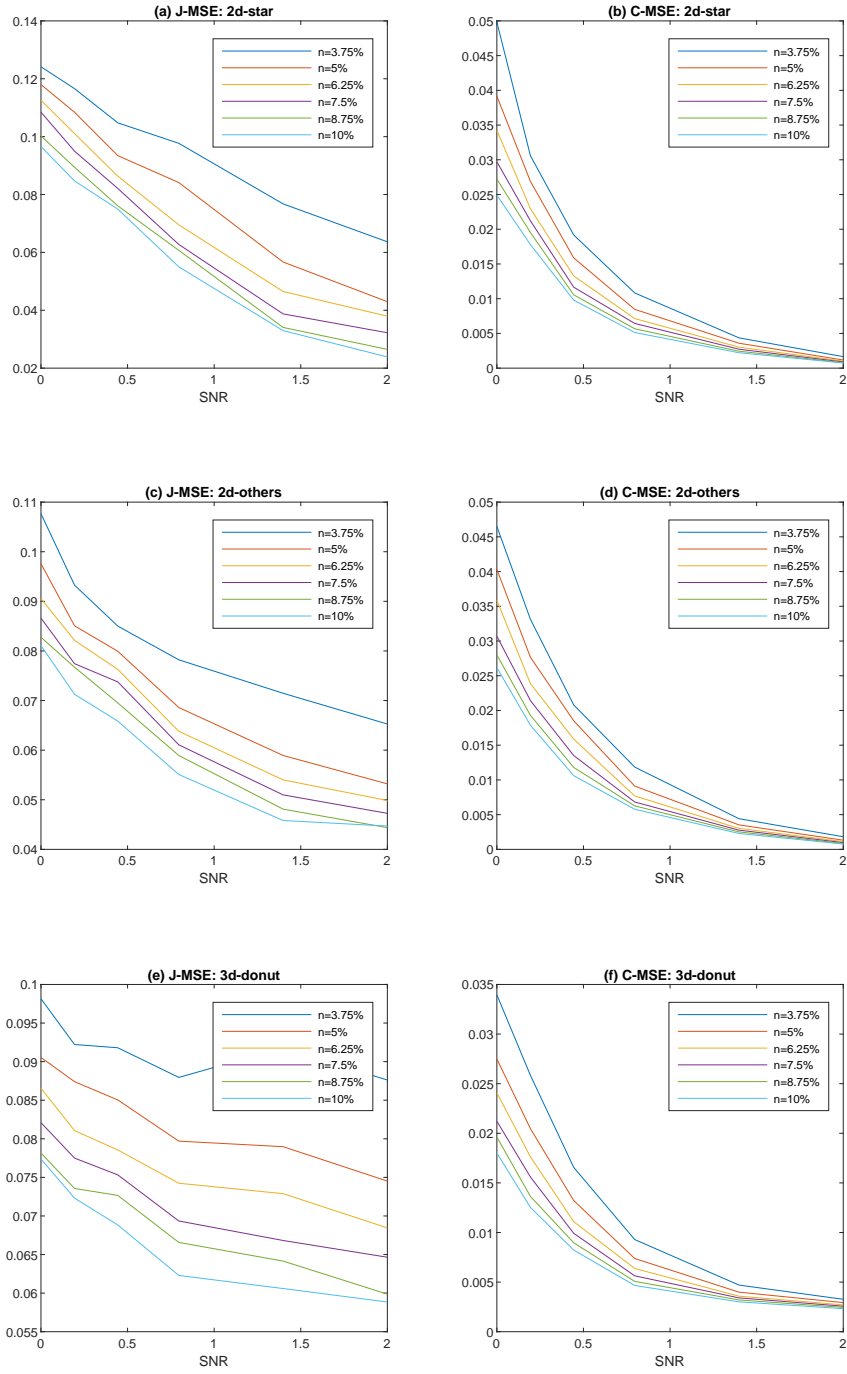 (a) J-MSE: 2d-star
0.14
0.12
0.1
0.08
0.06
0.04
0.02
0
0.5
1
1.5
2
SNR
n=3.75%
n=5%
n=6.25%
n=7.5%
n=8.75%
n=10%
(b) C-MSE: 2d-star
0.05
0.045
0.04
0.035
0.03
0.025
0.02
0.015
0.01
0.005
0
0
0.5
1
1.5
2
SNR
n=3.75%
n=5%
n=6.25%
n=7.5%
n=8.75%
n=10%
(c) J-MSE: 2d-others
0.11
0.1
0.09
0.08
0.07
0.06
0.05
0.04
0
0.5
1
1.5
2
SNR
n=3.75%
n=5%
n=6.25%
n=7.5%
n=8.75%
n=10%
(d) C-MSE: 2d-others
0.05
0.045
0.04
0.035
0.03
0.025
0.02
0.015
0.01
0.005
0
0
0.5
1
1.5
2
SNR
n=3.75%
n=5%
n=6.25%
n=7.5%
n=8.75%
n=10%
(e) J-MSE: 3d-donut
0.1
0.095
0.09
0.085
0.08
0.075
0.07
0.065
0.06
0.055
0
0.5
1
1.5
2
SNR
n=3.75%
n=5%
n=6.25%
n=7.5%
n=8.75%
n=10%
(f) C-MSE: 3d-donut
0.035
0.03
0.025
0.02
0.015
0.01
0.005
0
0
0.5
1
1.5
2
SNR
n=3.75%
n=5%
n=6.25%
n=7.5%
n=8.75%
n=10%